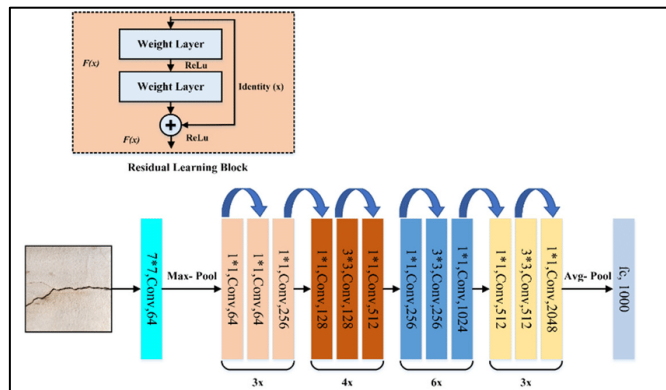 Weight Layer
F(x)
ReLu
Weight Layer
Identity (x)
+
F(x)
ReLu
Residual Learning Block
7*7,Conv,64
Max- Pool
1*1,Conv,64
1*1,Conv,64
1*1,Conv,256
1*1,Conv,128
3*3,Conv,128
1*1,Conv,512
1*1,Conv,256
3*3,Conv,256
1*1,Conv,1024
1*1,Conv,512
3*3,Conv,512
1*1,Conv,2048
Avg- Pool
fc, 1000
3x
4x
6x
3x